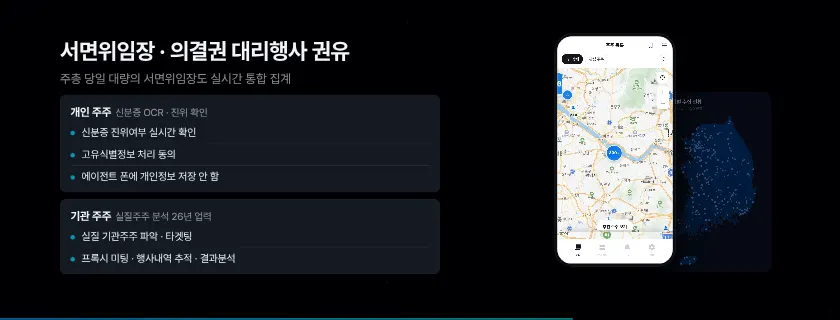 서면위임장 · 의결권 대리행사 권유
주총 당일 대량의 서면위임장도 실시간 통합 집계
개인 주주 신분증 OCR · 진위 확인
신분증 진위여부 실시간 확인
고유식별정보 처리 동의
에이전트 폰에 개인정보 저장 안 함
기관 주주 실질주주 분석 26년 업력
실질 기관주주 파악 · 타겟팅
프록시 미팅 · 행사내역 추적 · 결과분석